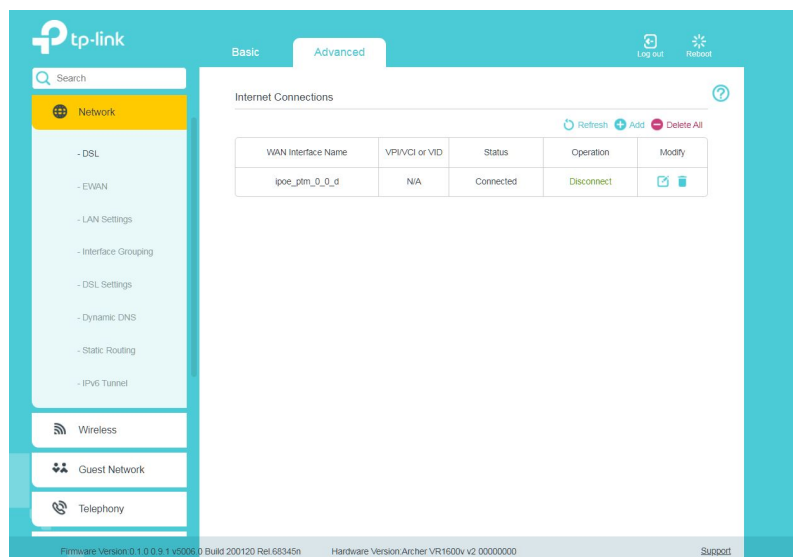 tp-link
Basic
Advanced
Log out
Reboot
Search
Network
- DSL
- EWAN
- LAN Settings
- Interface Grouping
- DSL Settings
- Dynamic DNS
- Static Routing
- IPv6 Tunnel
Wireless
Guest Network
Telephony
Internet Connections
Refresh Add Delete All
WAN Interface Name VPI/VCI or VID Status Operation Modify
ipoe_ptm_0_0_d N/A Connected Disconnect
Firmware Version:0.1.0 0.9.1 v5006.0 Build 200120 Rel.68345n Hardware Version:Archer VR1600v v2 00000000 Support